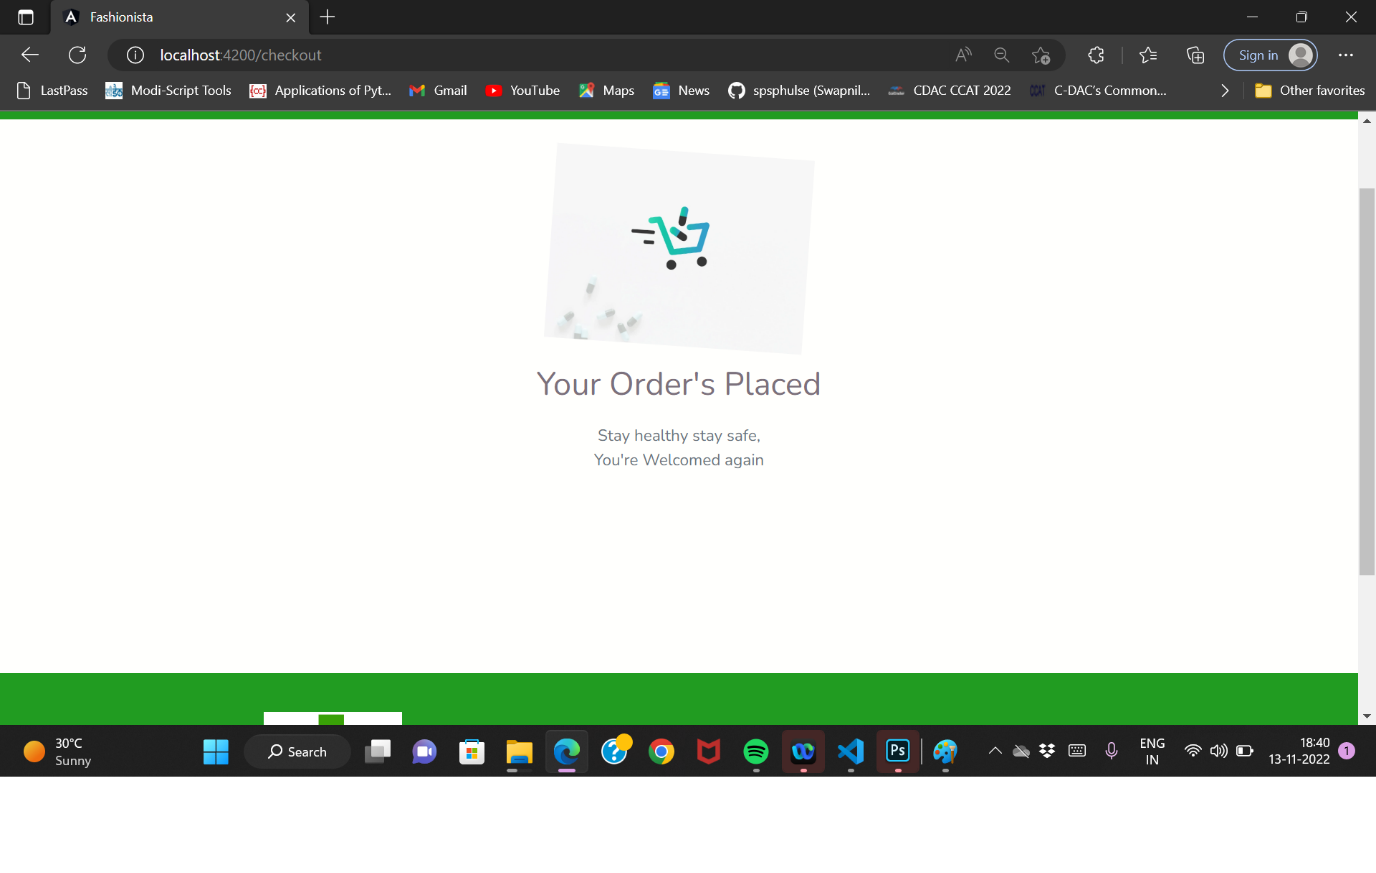 Fashionista
localhost:4200/checkout
Sign in
LastPass Modi-Script Tools Applications of Pyt... Gmail YouTube Maps News spsphulse (Swapnil... CDAC CCAT 2022 C-DAC's Common... Other favorites
Your Order's Placed
Stay healthy stay safe,
You're Welcomed again
30°C
Sunny
Search
Ps
ENG
IN
18:40
13-11-2022
1